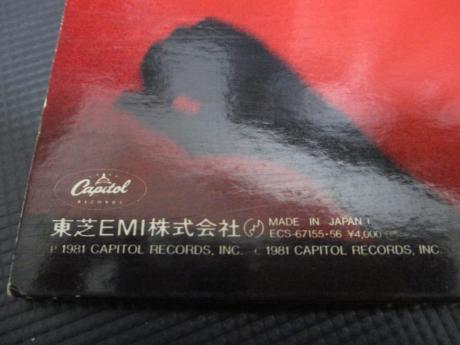 Capitol
RECORDS
東芝EMI株式会社 MADE IN JAPAN
ECS-67155・56 ¥4,000
℗ 1981 CAPITOL RECORDS, INC. © 1981 CAPITOL RECORDS, INC.